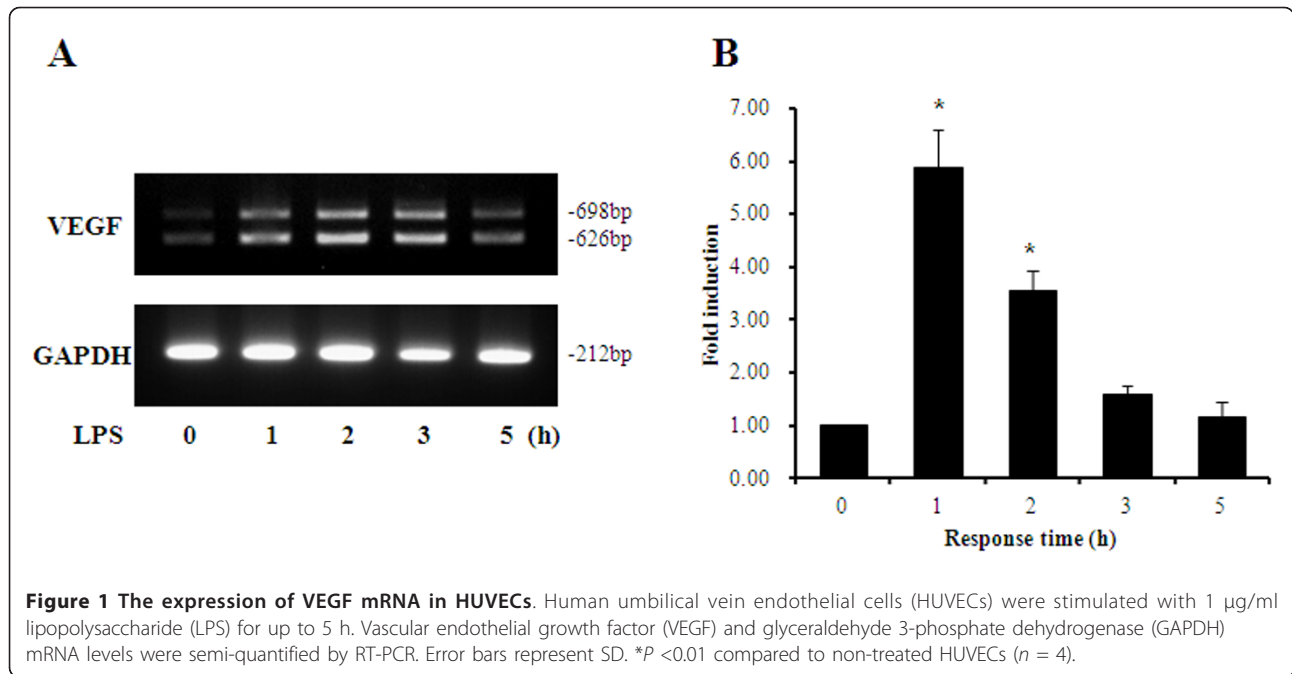 A
VEGF
-698bp
-626bp
GAPDH
-212bp
LPS 0 1 2 3 5 (h)
B
7.00
6.00
5.00
4.00
3.00
2.00
1.00
0.00
Fold induction
*
*
0 1 2 3 5
Response time (h)
Figure 1 The expression of VEGF mRNA in HUVECs. Human umbilical vein endothelial cells (HUVECs) were stimulated with 1 μg/ml
lipopolysaccharide (LPS) for up to 5 h. Vascular endothelial growth factor (VEGF) and glyceraldehyde 3-phosphate dehydrogenase (GAPDH)
mRNA levels were semi-quantified by RT-PCR. Error bars represent SD. *P <0.01 compared to non-treated HUVECs (n = 4).